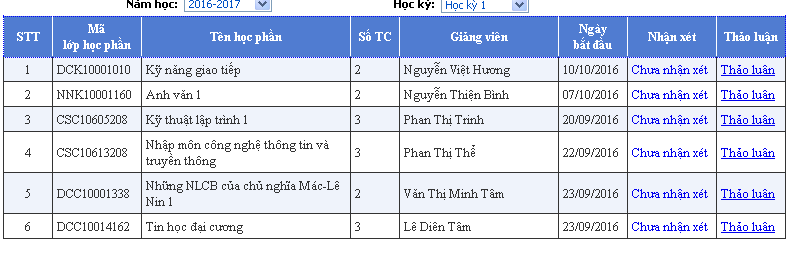 Năm học: 2016-2017 Học kỳ: Học kỳ 1
STT Mã lớp học phần Tên học phần Số TC Giảng viên Ngày bắt đầu Nhận xét Thảo luận
1 DCK10001010 Kỹ năng giao tiếp 2 Nguyễn Việt Hương 10/10/2016 Chưa nhận xét Thảo luận
2 NNK10001160 Anh văn 1 2 Nguyễn Thiện Bình 07/10/2016 Chưa nhận xét Thảo luận
3 CSC10605208 Kỹ thuật lập trình 1 3 Phan Thị Trinh 20/09/2016 Chưa nhận xét Thảo luận
4 CSC10613208 Nhập môn công nghệ thông tin và truyền thông 3 Phan Thị Thể 22/09/2016 Chưa nhận xét Thảo luận
5 DCC10001338 Những NLCB của chủ nghĩa Mác-Lê Nin 1 2 Văn Thị Minh Tâm 23/09/2016 Chưa nhận xét Thảo luận
6 DCC10014162 Tin học đại cương 3 Lê Diên Tâm 23/09/2016 Chưa nhận xét Thảo luận